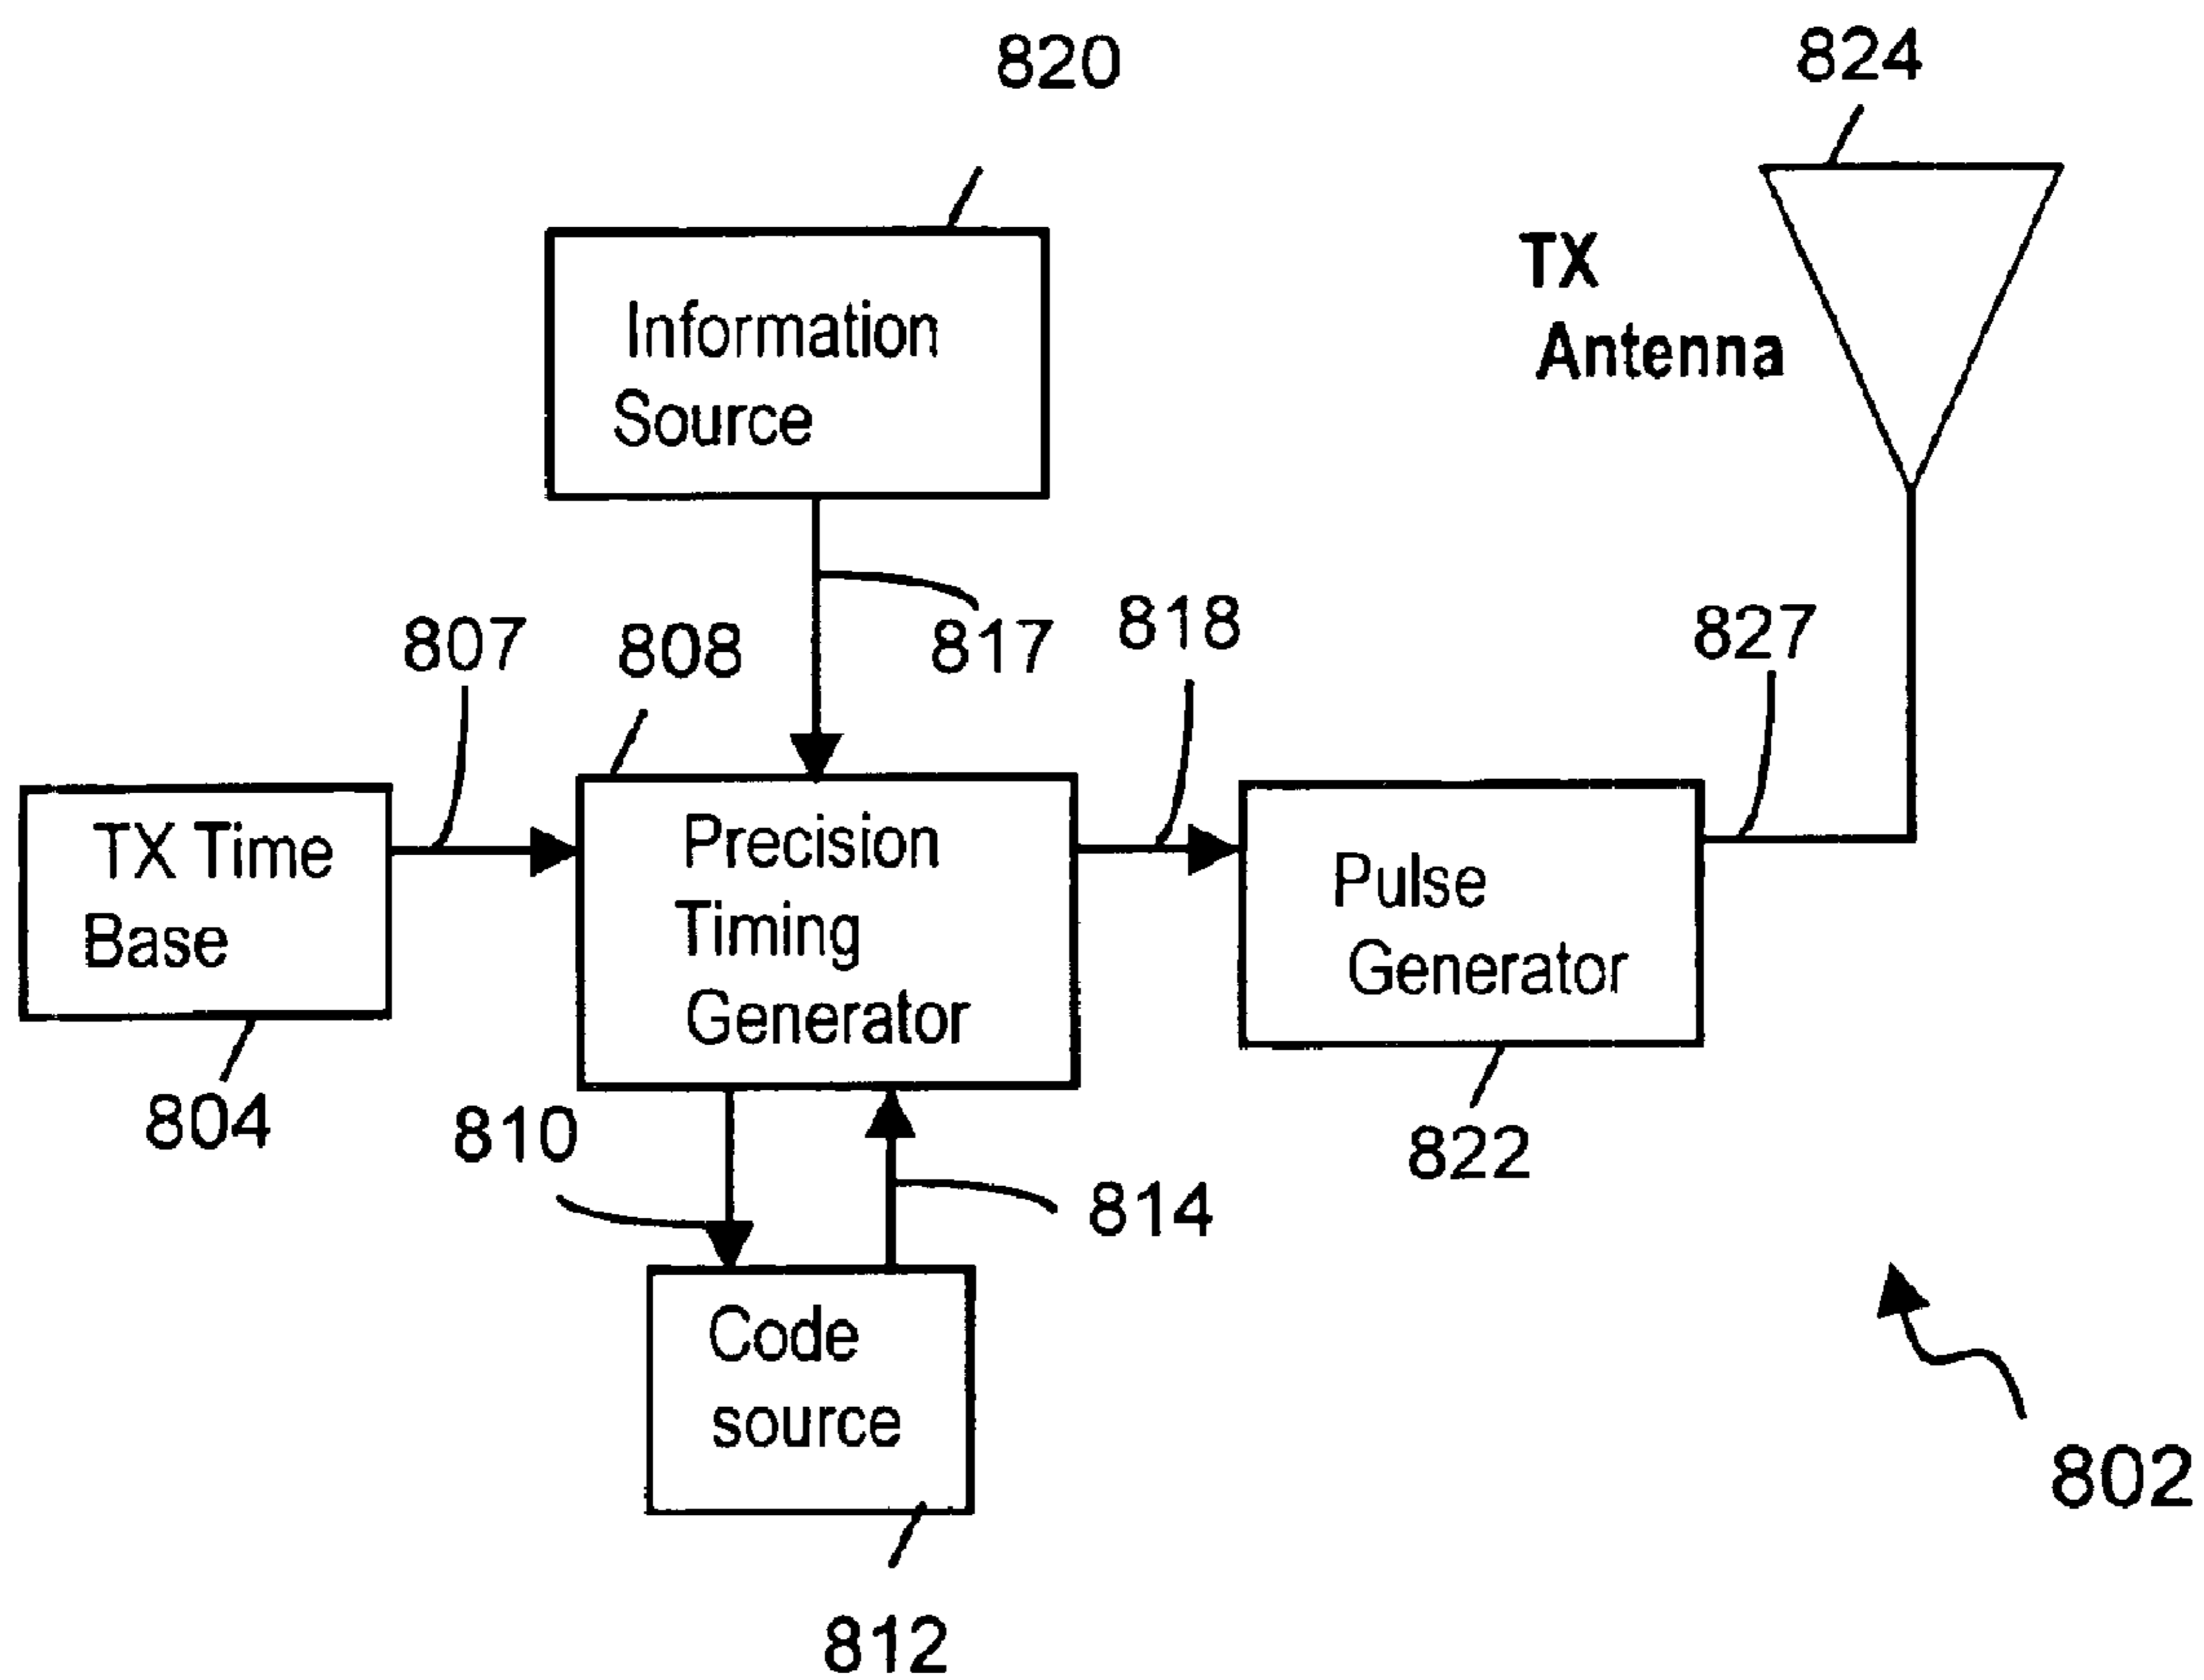 820
824
Information
Source
TX
Antenna
807
808
817
818
827
TX Time
Base
Precision
Timing
Generator
Pulse
Generator
804
810
814
822
Code
source
802
812